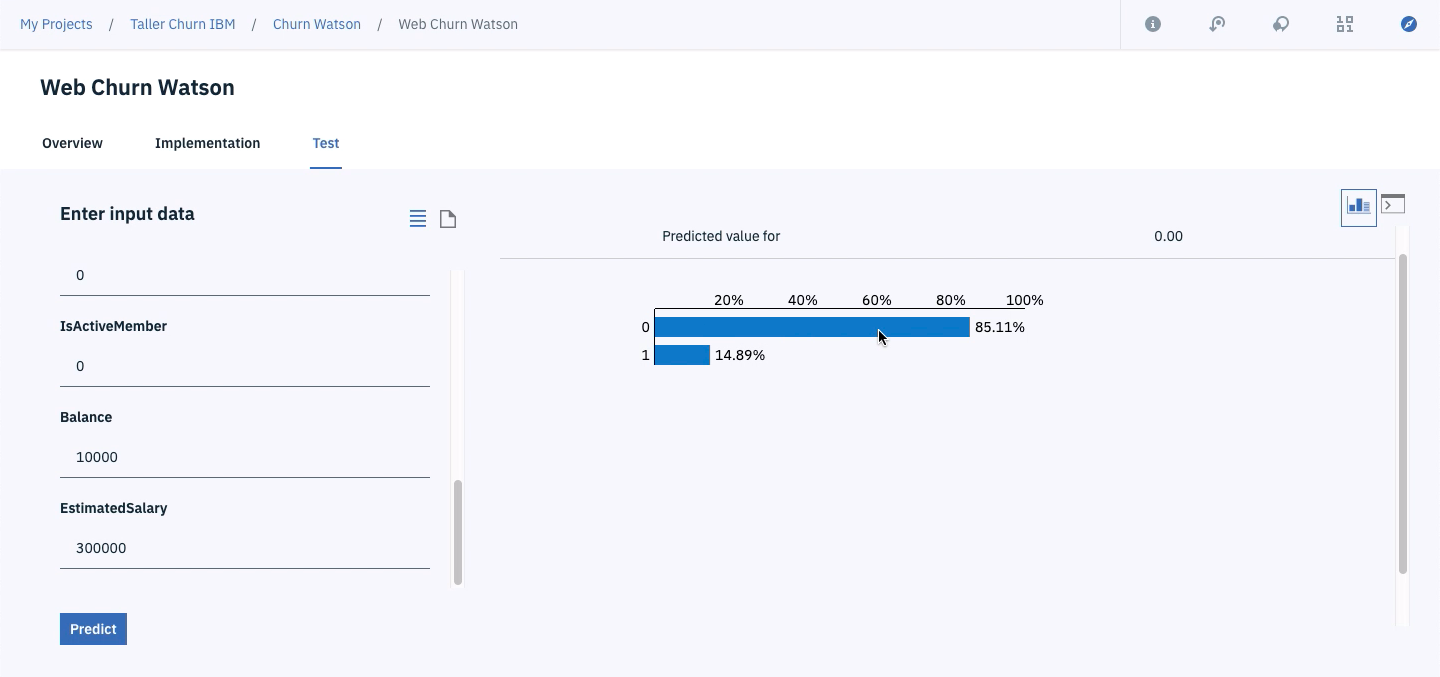 My Projects / Taller Churn IBM / Churn Watson / Web Churn Watson
Web Churn Watson
Overview Implementation Test
Enter input data
0
IsActiveMember
0
Balance
10000
EstimatedSalary
300000
Predict
Predicted value for 0.00
20% 40% 60% 80% 100%
0 85.11%
1 14.89%